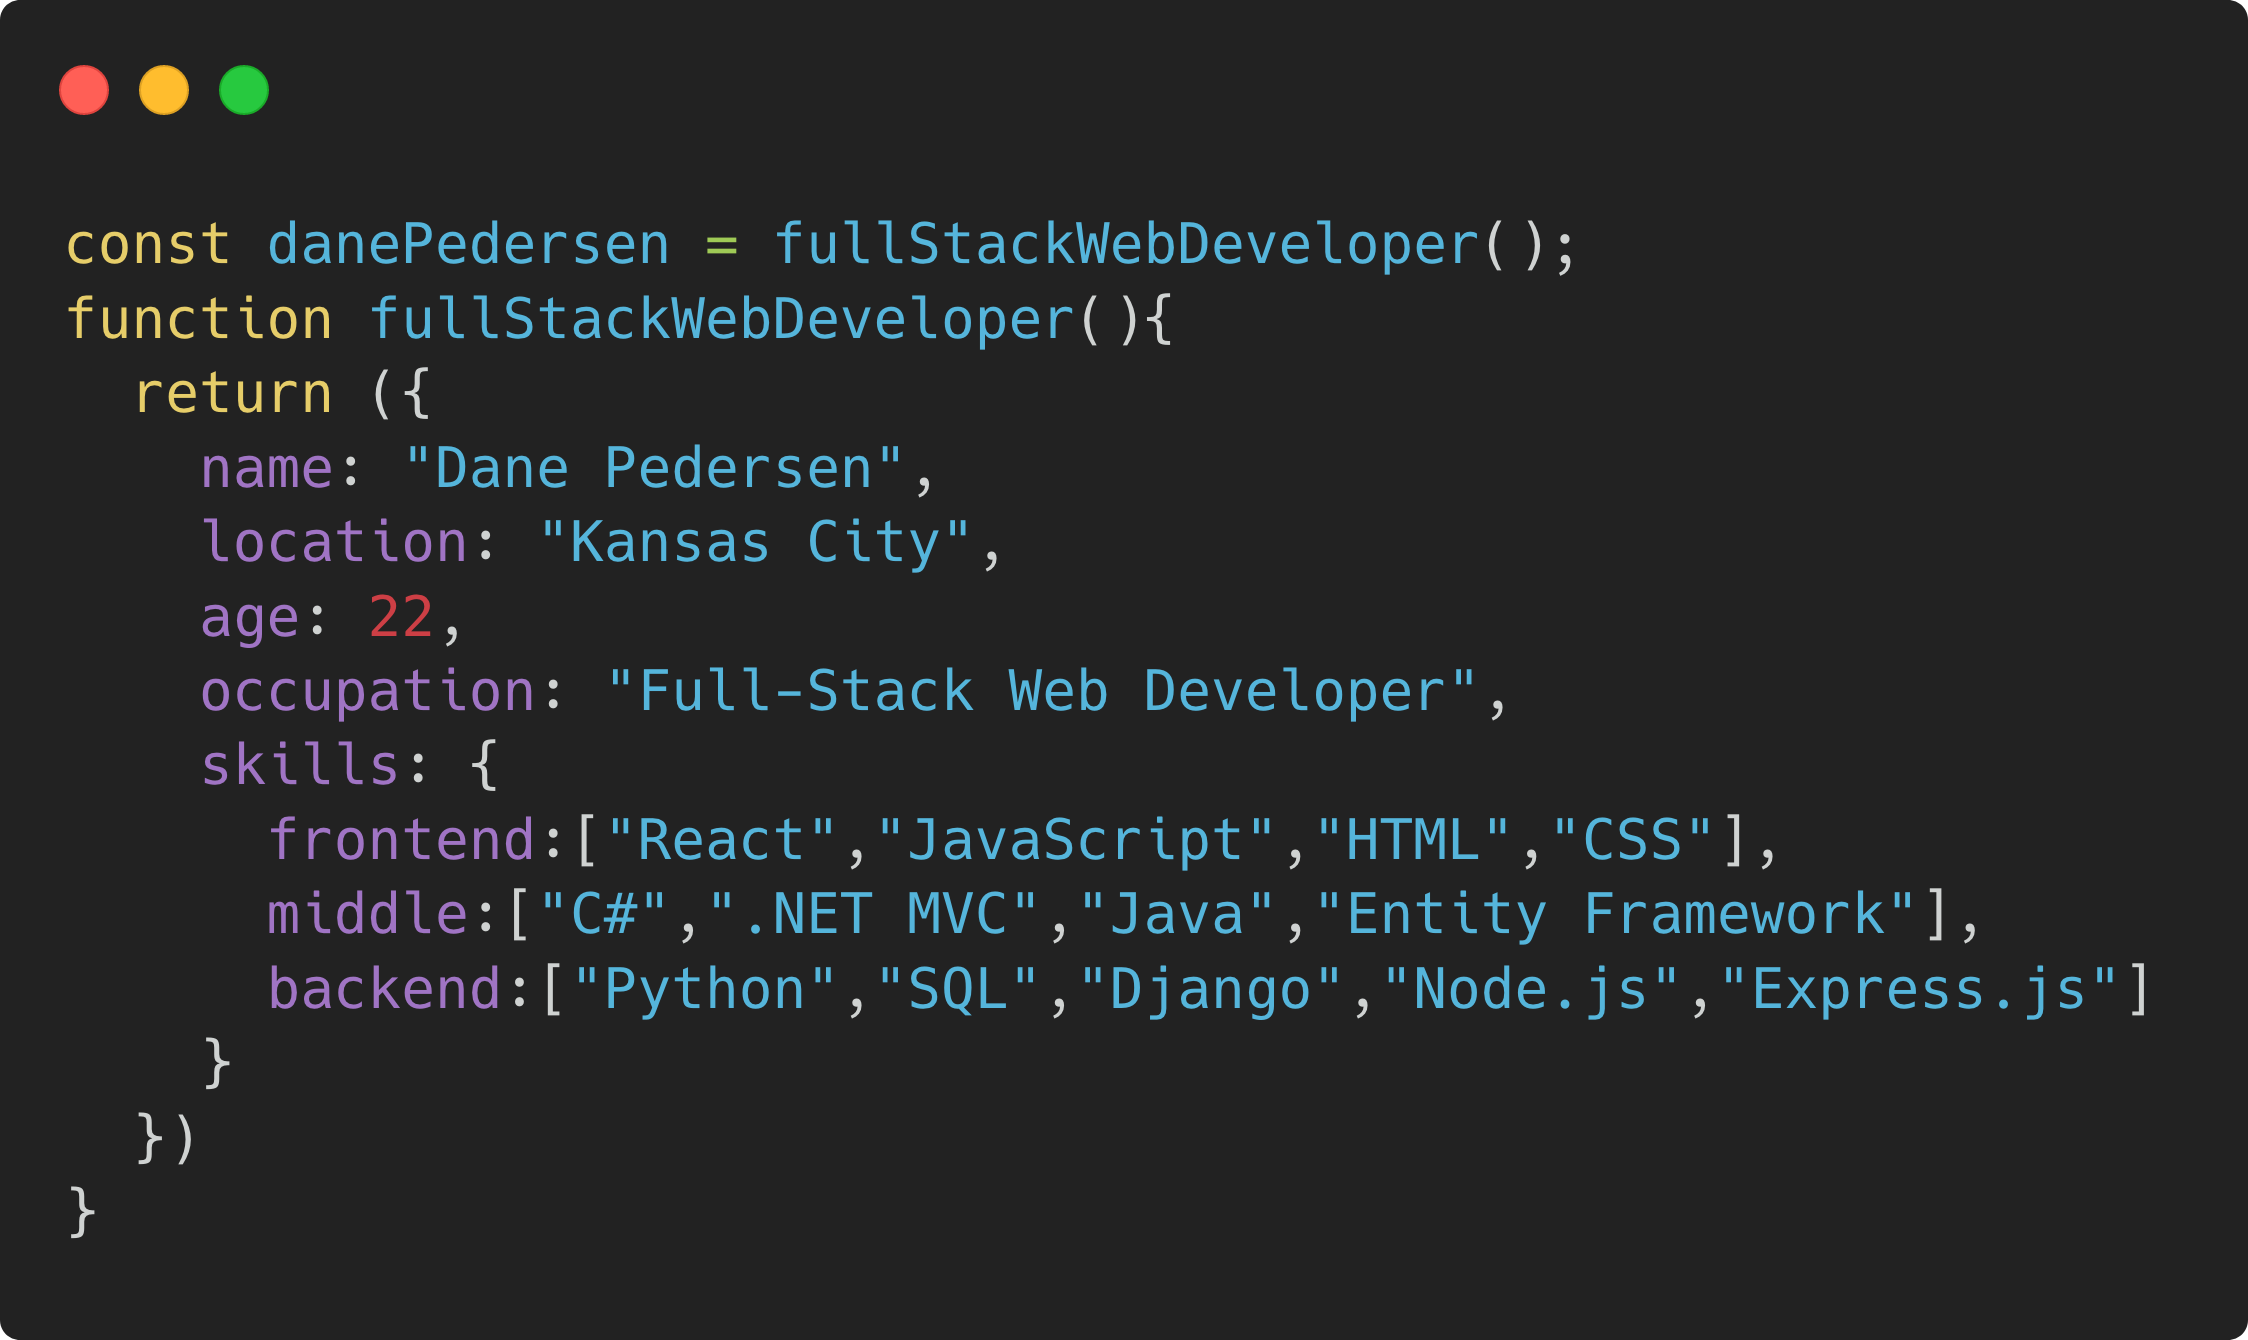 const danePedersen = fullStackWebDeveloper();
function fullStackWebDeveloper(){
  return ({
    name: "Dane Pedersen",
    location: "Kansas City",
    age: 22,
    occupation: "Full-Stack Web Developer",
    skills: {
      frontend:["React","JavaScript","HTML","CSS"],
      middle:["C#",".NET MVC","Java","Entity Framework"],
      backend:["Python","SQL","Django","Node.js","Express.js"]
    }
  })
}